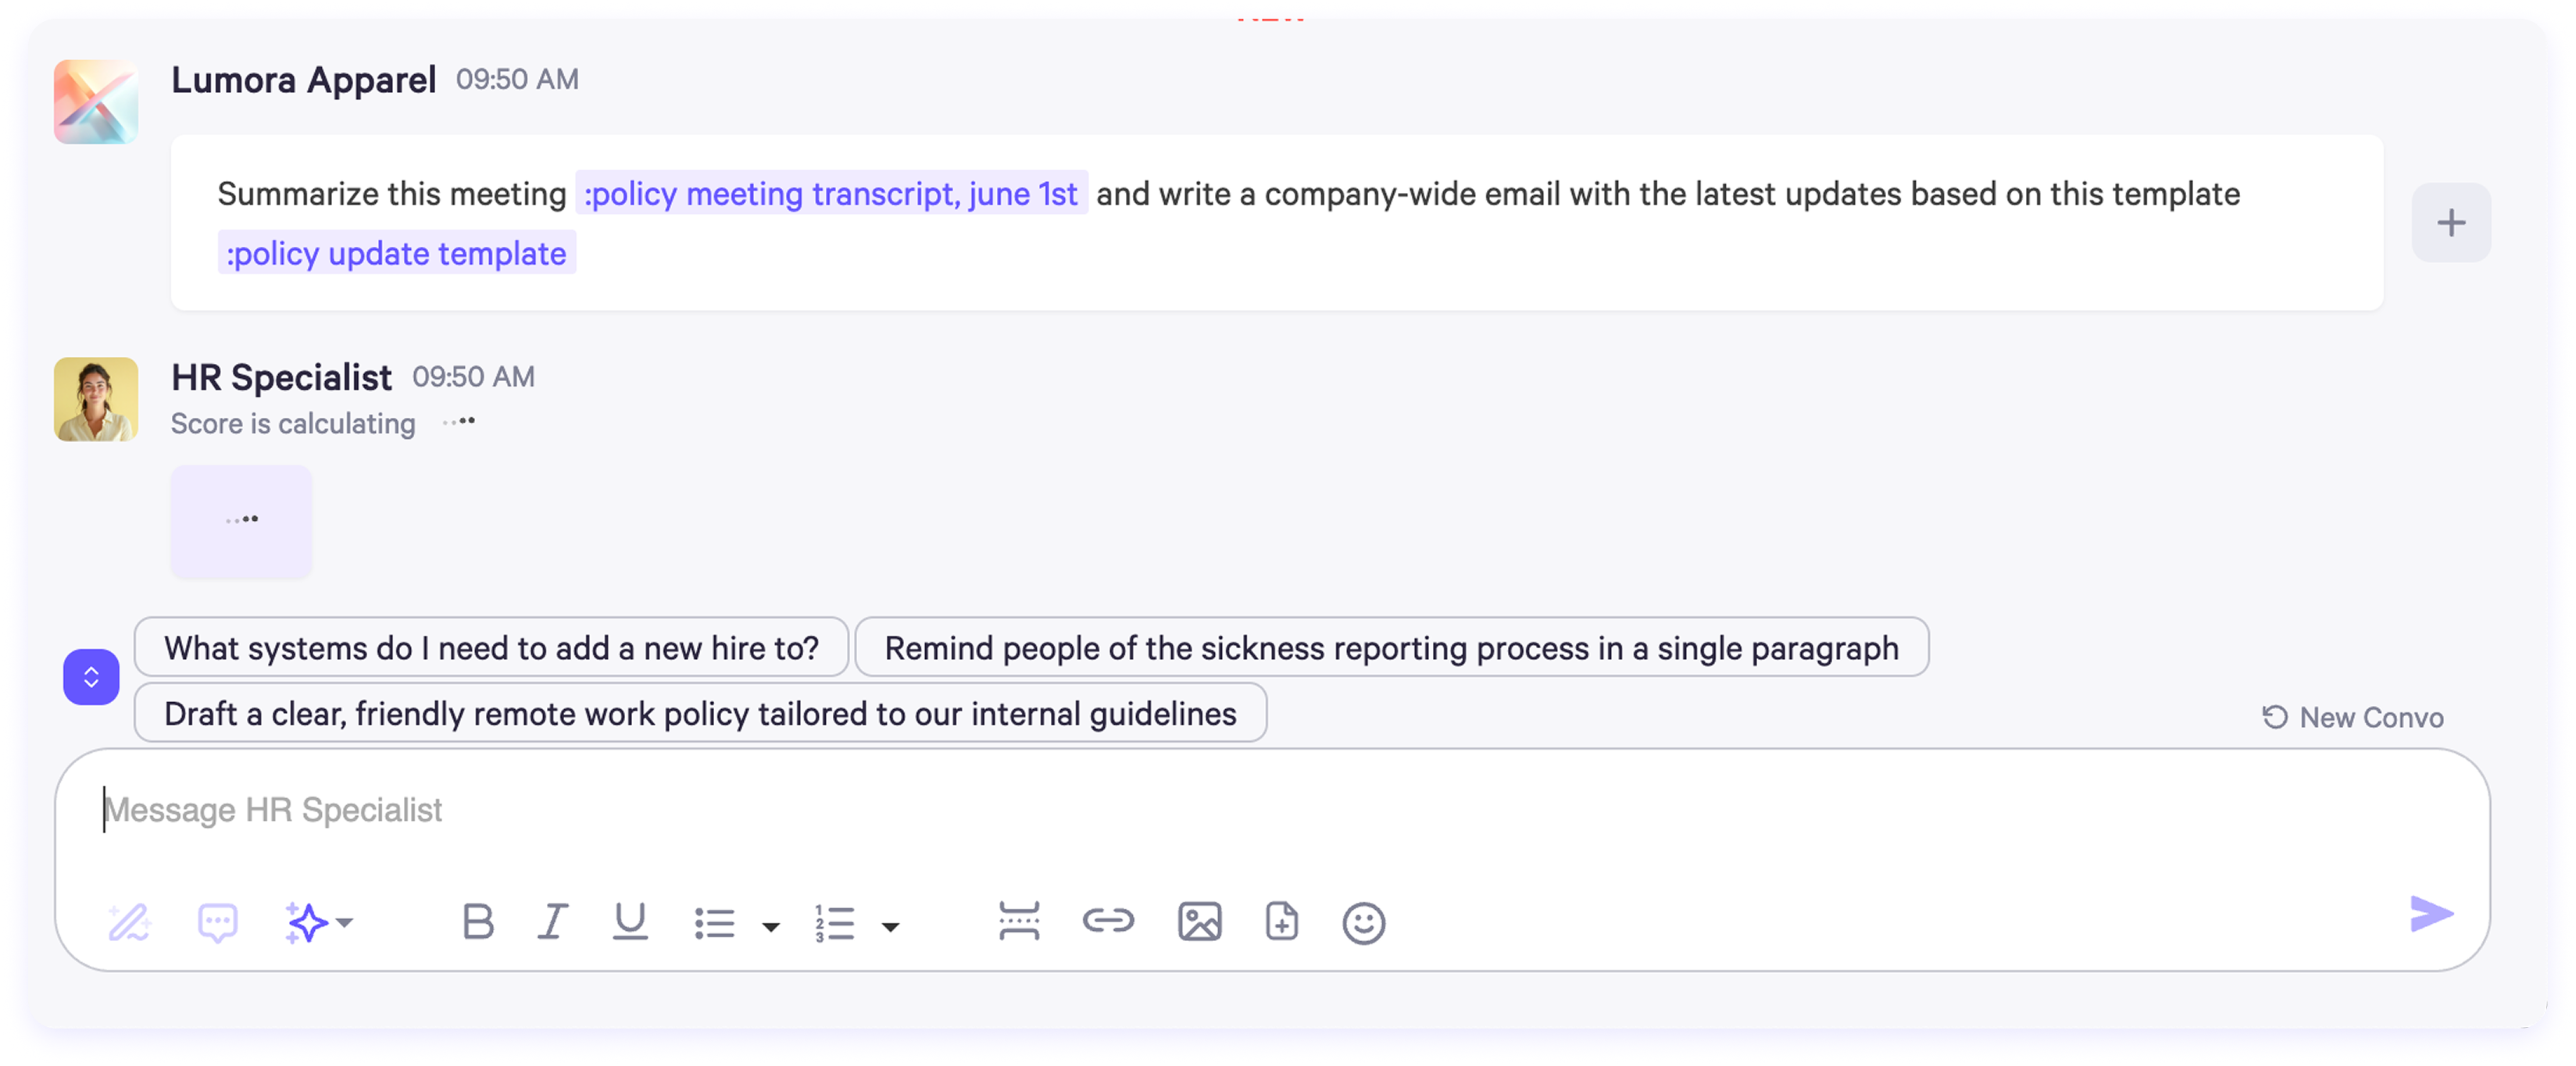 NEW
Lumora Apparel 09:50 AM
Summarize this meeting :policy meeting transcript, june 1st and write a company-wide email with the latest updates based on this template
:policy update template
HR Specialist 09:50 AM
Score is calculating
What systems do I need to add a new hire to? Remind people of the sickness reporting process in a single paragraph
Draft a clear, friendly remote work policy tailored to our internal guidelines
New Convo
Message HR Specialist